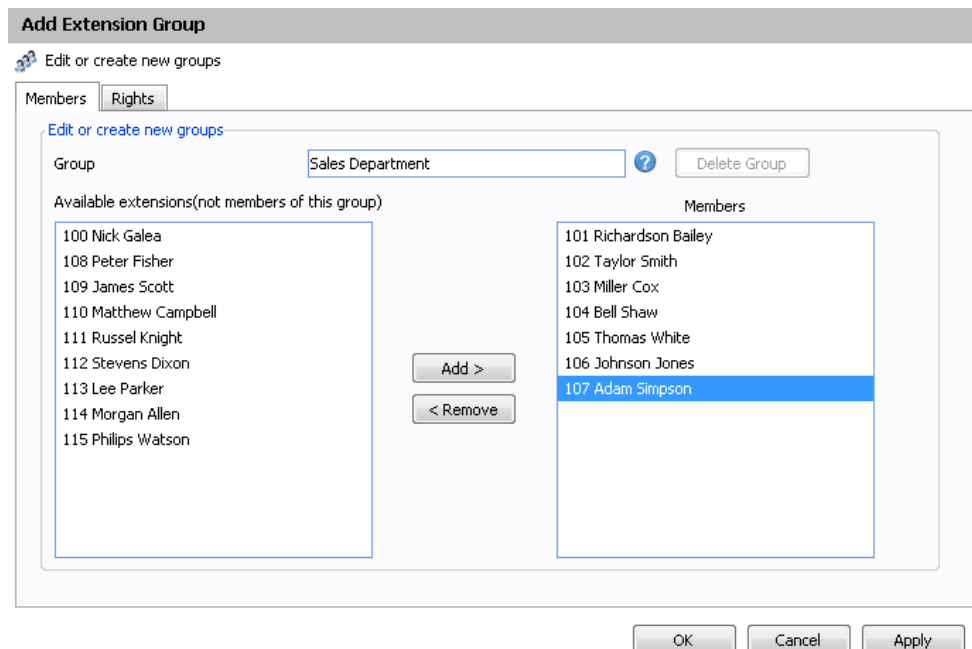 Add Extension Group
Edit or create new groups
Members Rights
Edit or create new groups
Group Sales Department ? Delete Group
Available extensions(not members of this group)
Members
100 Nick Galea
108 Peter Fisher
109 James Scott
110 Matthew Campbell
111 Russel Knight
112 Stevens Dixon
113 Lee Parker
114 Morgan Allen
115 Philips Watson
Add >
< Remove
101 Richardson Bailey
102 Taylor Smith
103 Miller Cox
104 Bell Shaw
105 Thomas White
106 Johnson Jones
107 Adam Simpson
OK Cancel Apply